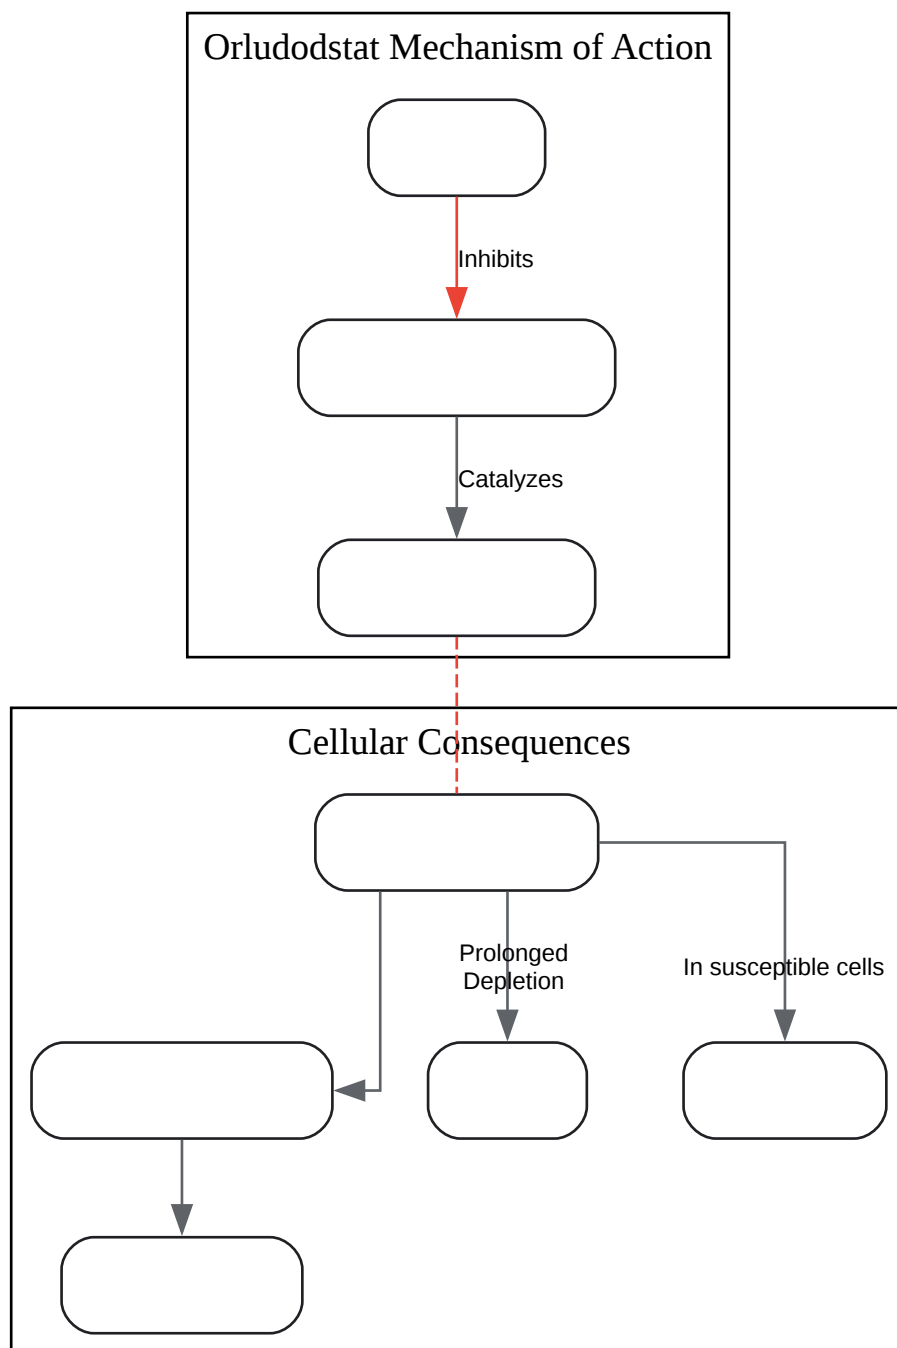 Orludodstat Mechanism of Action
Inhibits
Catalyzes
Cellular Consequences
Prolonged
Depletion
In susceptible cells